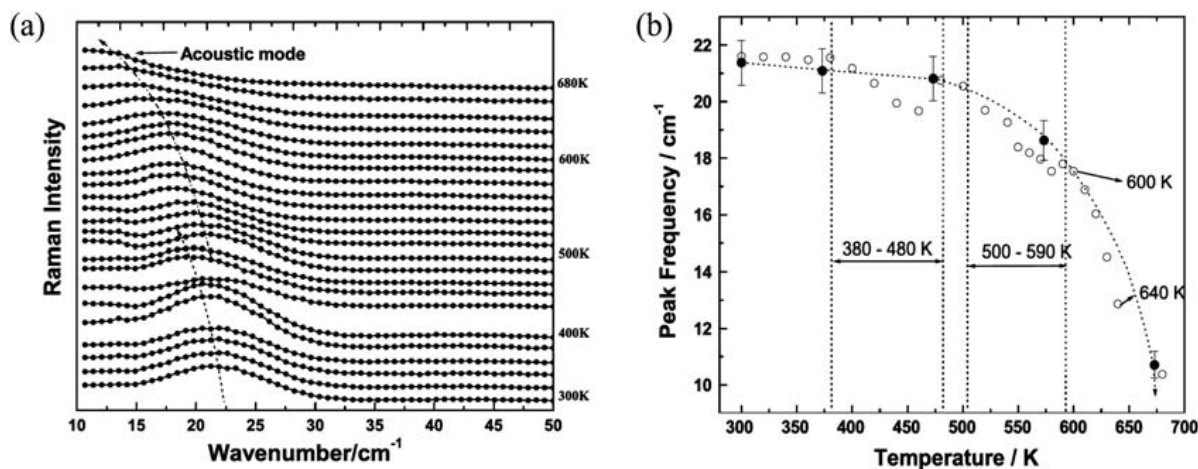 (a)
Acoustic mode
680K
600K
500K
400K
300K
Raman Intensity
10 15 20 25 30 35 40 45 50
Wavenumber/cm-1
(b)
22
20
18
16
14
12
10
Peak Frequency / cm-1
600 K
380 - 480 K
500 - 590 K
640 K
300 350 400 450 500 550 600 650 700
Temperature / K